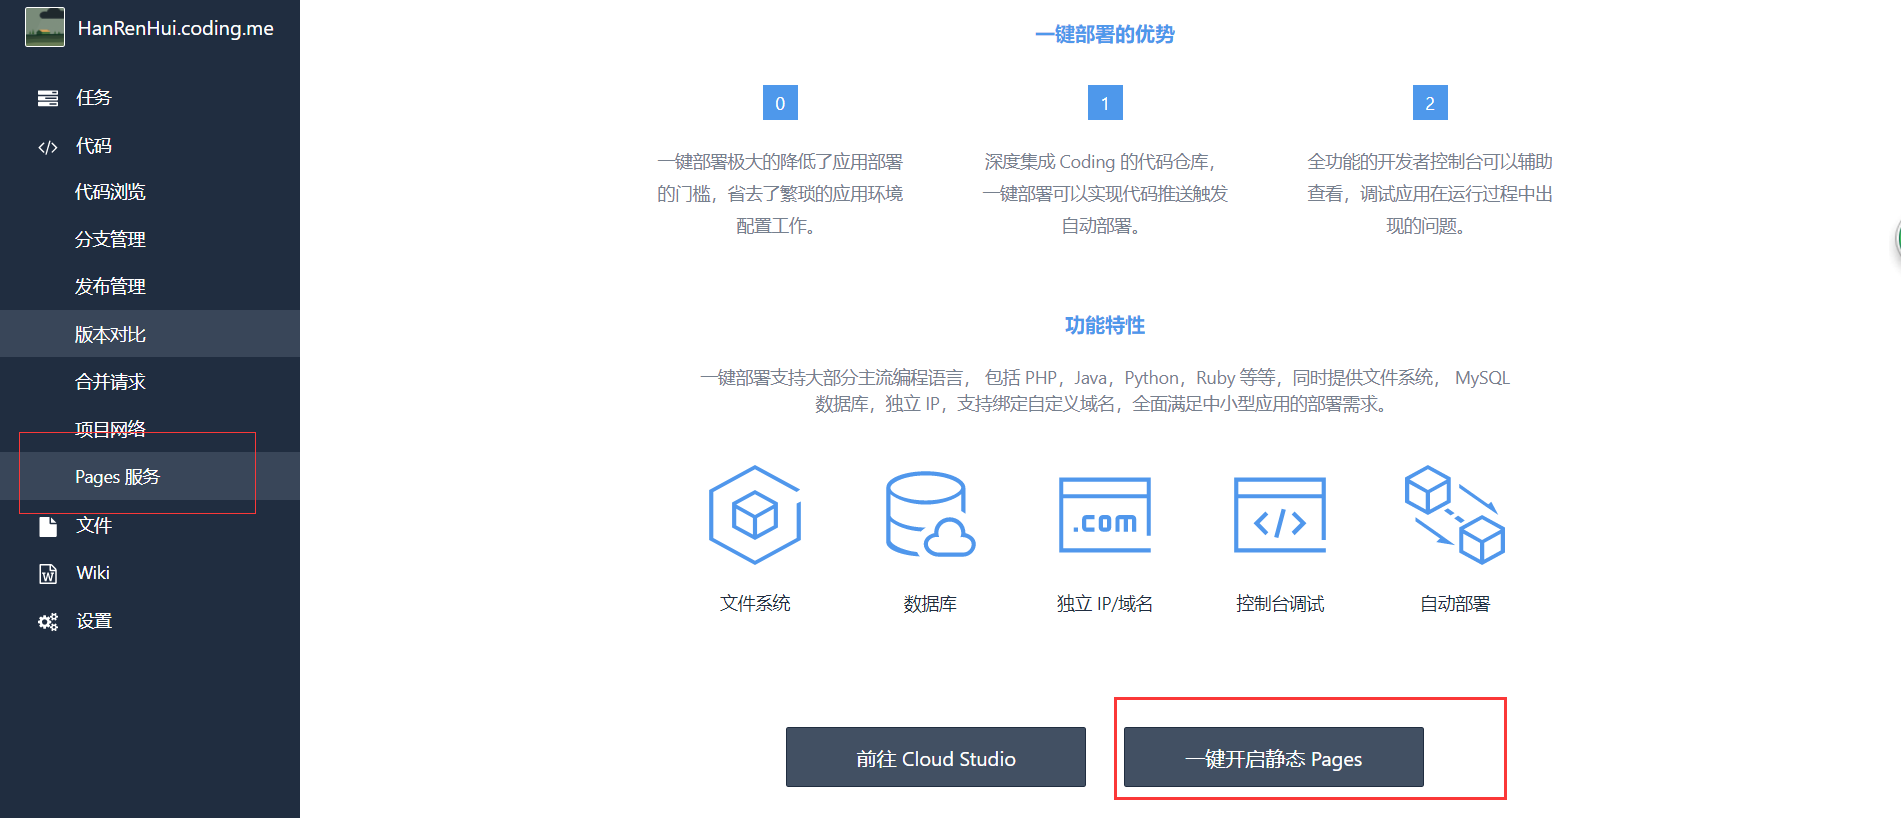 HanRenHui.coding.me
任务
代码
代码浏览
分支管理
发布管理
版本对比
合并请求
项目网络
Pages 服务
文件
Wiki
设置
一键部署的优势
0
一键部署极大的降低了应用部署
的门槛，省去了繁琐的应用环境
配置工作。
1
深度集成 Coding 的代码仓库，
一键部署可以实现代码推送触发
自动部署。
2
全功能的开发者控制台可以辅助
查看，调试应用在运行过程中出
现的问题。
功能特性
一键部署支持大部分主流编程语言， 包括 PHP，Java，Python，Ruby 等等，同时提供文件系统， MySQL
数据库，独立 IP，支持绑定自定义域名，全面满足中小型应用的部署需求。
.com
</>
文件系统
数据库
独立 IP/域名
控制台调试
自动部署
前往 Cloud Studio
一键开启静态 Pages